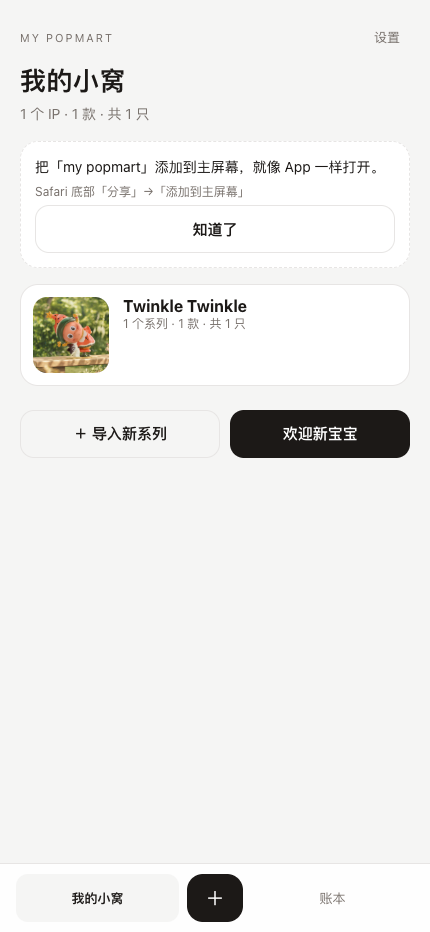 MY POPMART
设置
我的小窝
1 个 IP · 1 款 · 共 1 只
把「my popmart」添加到主屏幕，就像 App 一样打开。
Safari 底部「分享」→「添加到主屏幕」
知道了
Twinkle Twinkle
1 个系列 · 1 款 · 共 1 只
＋ 导入新系列
欢迎新宝宝
我的小窝
＋
账本